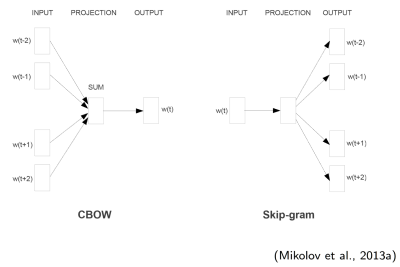 INPUT PROJECTION OUTPUT
w(t-2)
w(t-1)
SUM
w(t)
w(t+1)
w(t+2)
CBOW
INPUT PROJECTION OUTPUT
w(t-2)
w(t-1)
w(t)
w(t+1)
w(t+2)
Skip-gram
(Mikolov et al., 2013a)